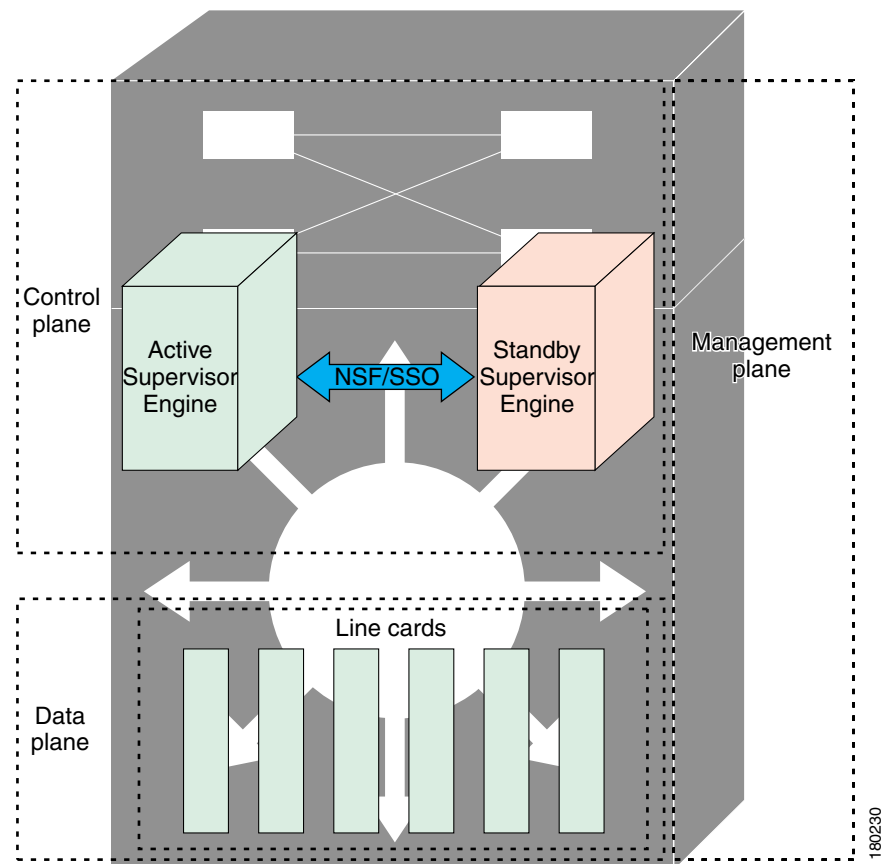 Control
plane
Active
Supervisor
Engine
NSF/SSO
Standby
Supervisor
Engine
Management
plane
Line cards
Data
plane
180230